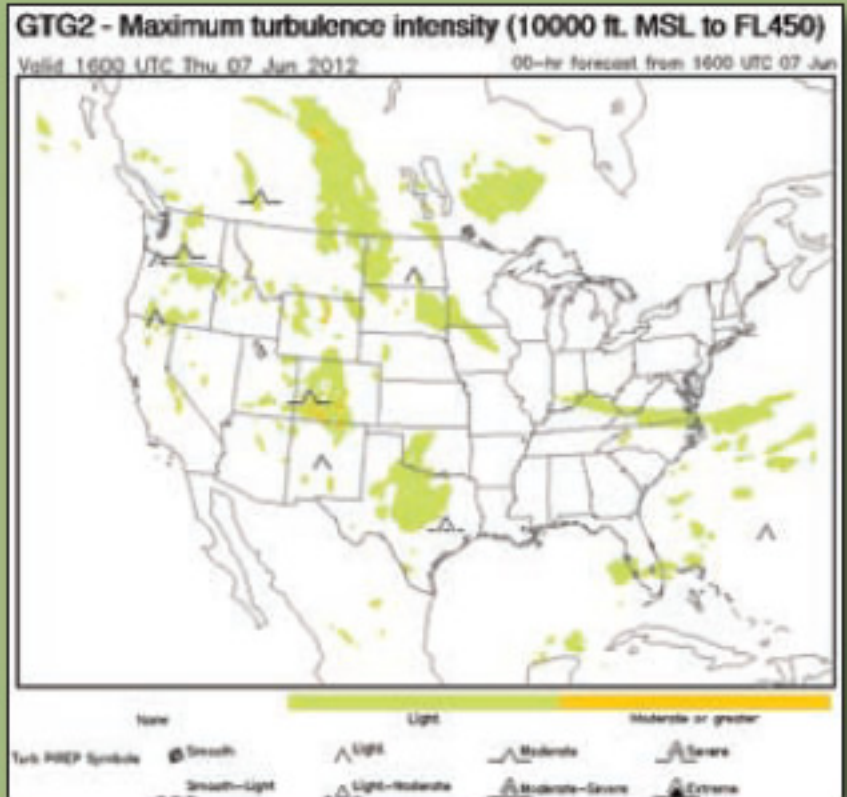 GTG2 - Maximum turbulence intensity (10000 ft. MSL to FL450)
Valid 1600 UTC Thu 07 Jun 2012 00-hr forecast from 1600 UTC 07 Jun
None Light Moderate or greater
Turb PIREP Symbols Smooth Light Moderate Severe
Smooth-Light Light-Moderate Moderate-Severe Extreme